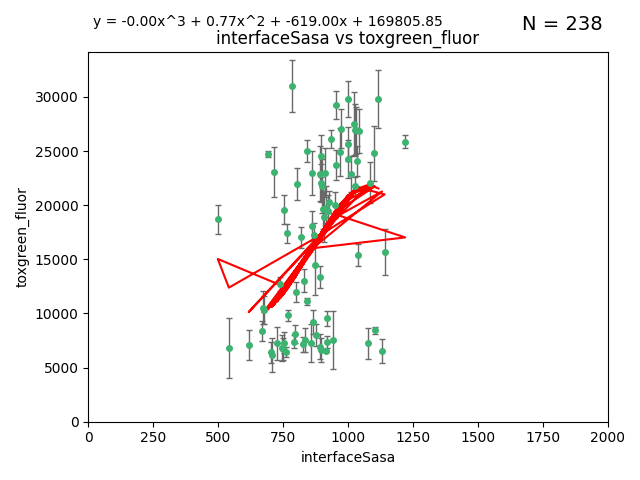 y = -0.00x^3 + 0.77x^2 + -619.00x + 169805.85
N = 238
interfaceSasa vs toxgreen_fluor
toxgreen_fluor
30000
25000
20000
15000
10000
5000
0
0 250 500 750 1000 1250 1500 1750 2000
interfaceSasa